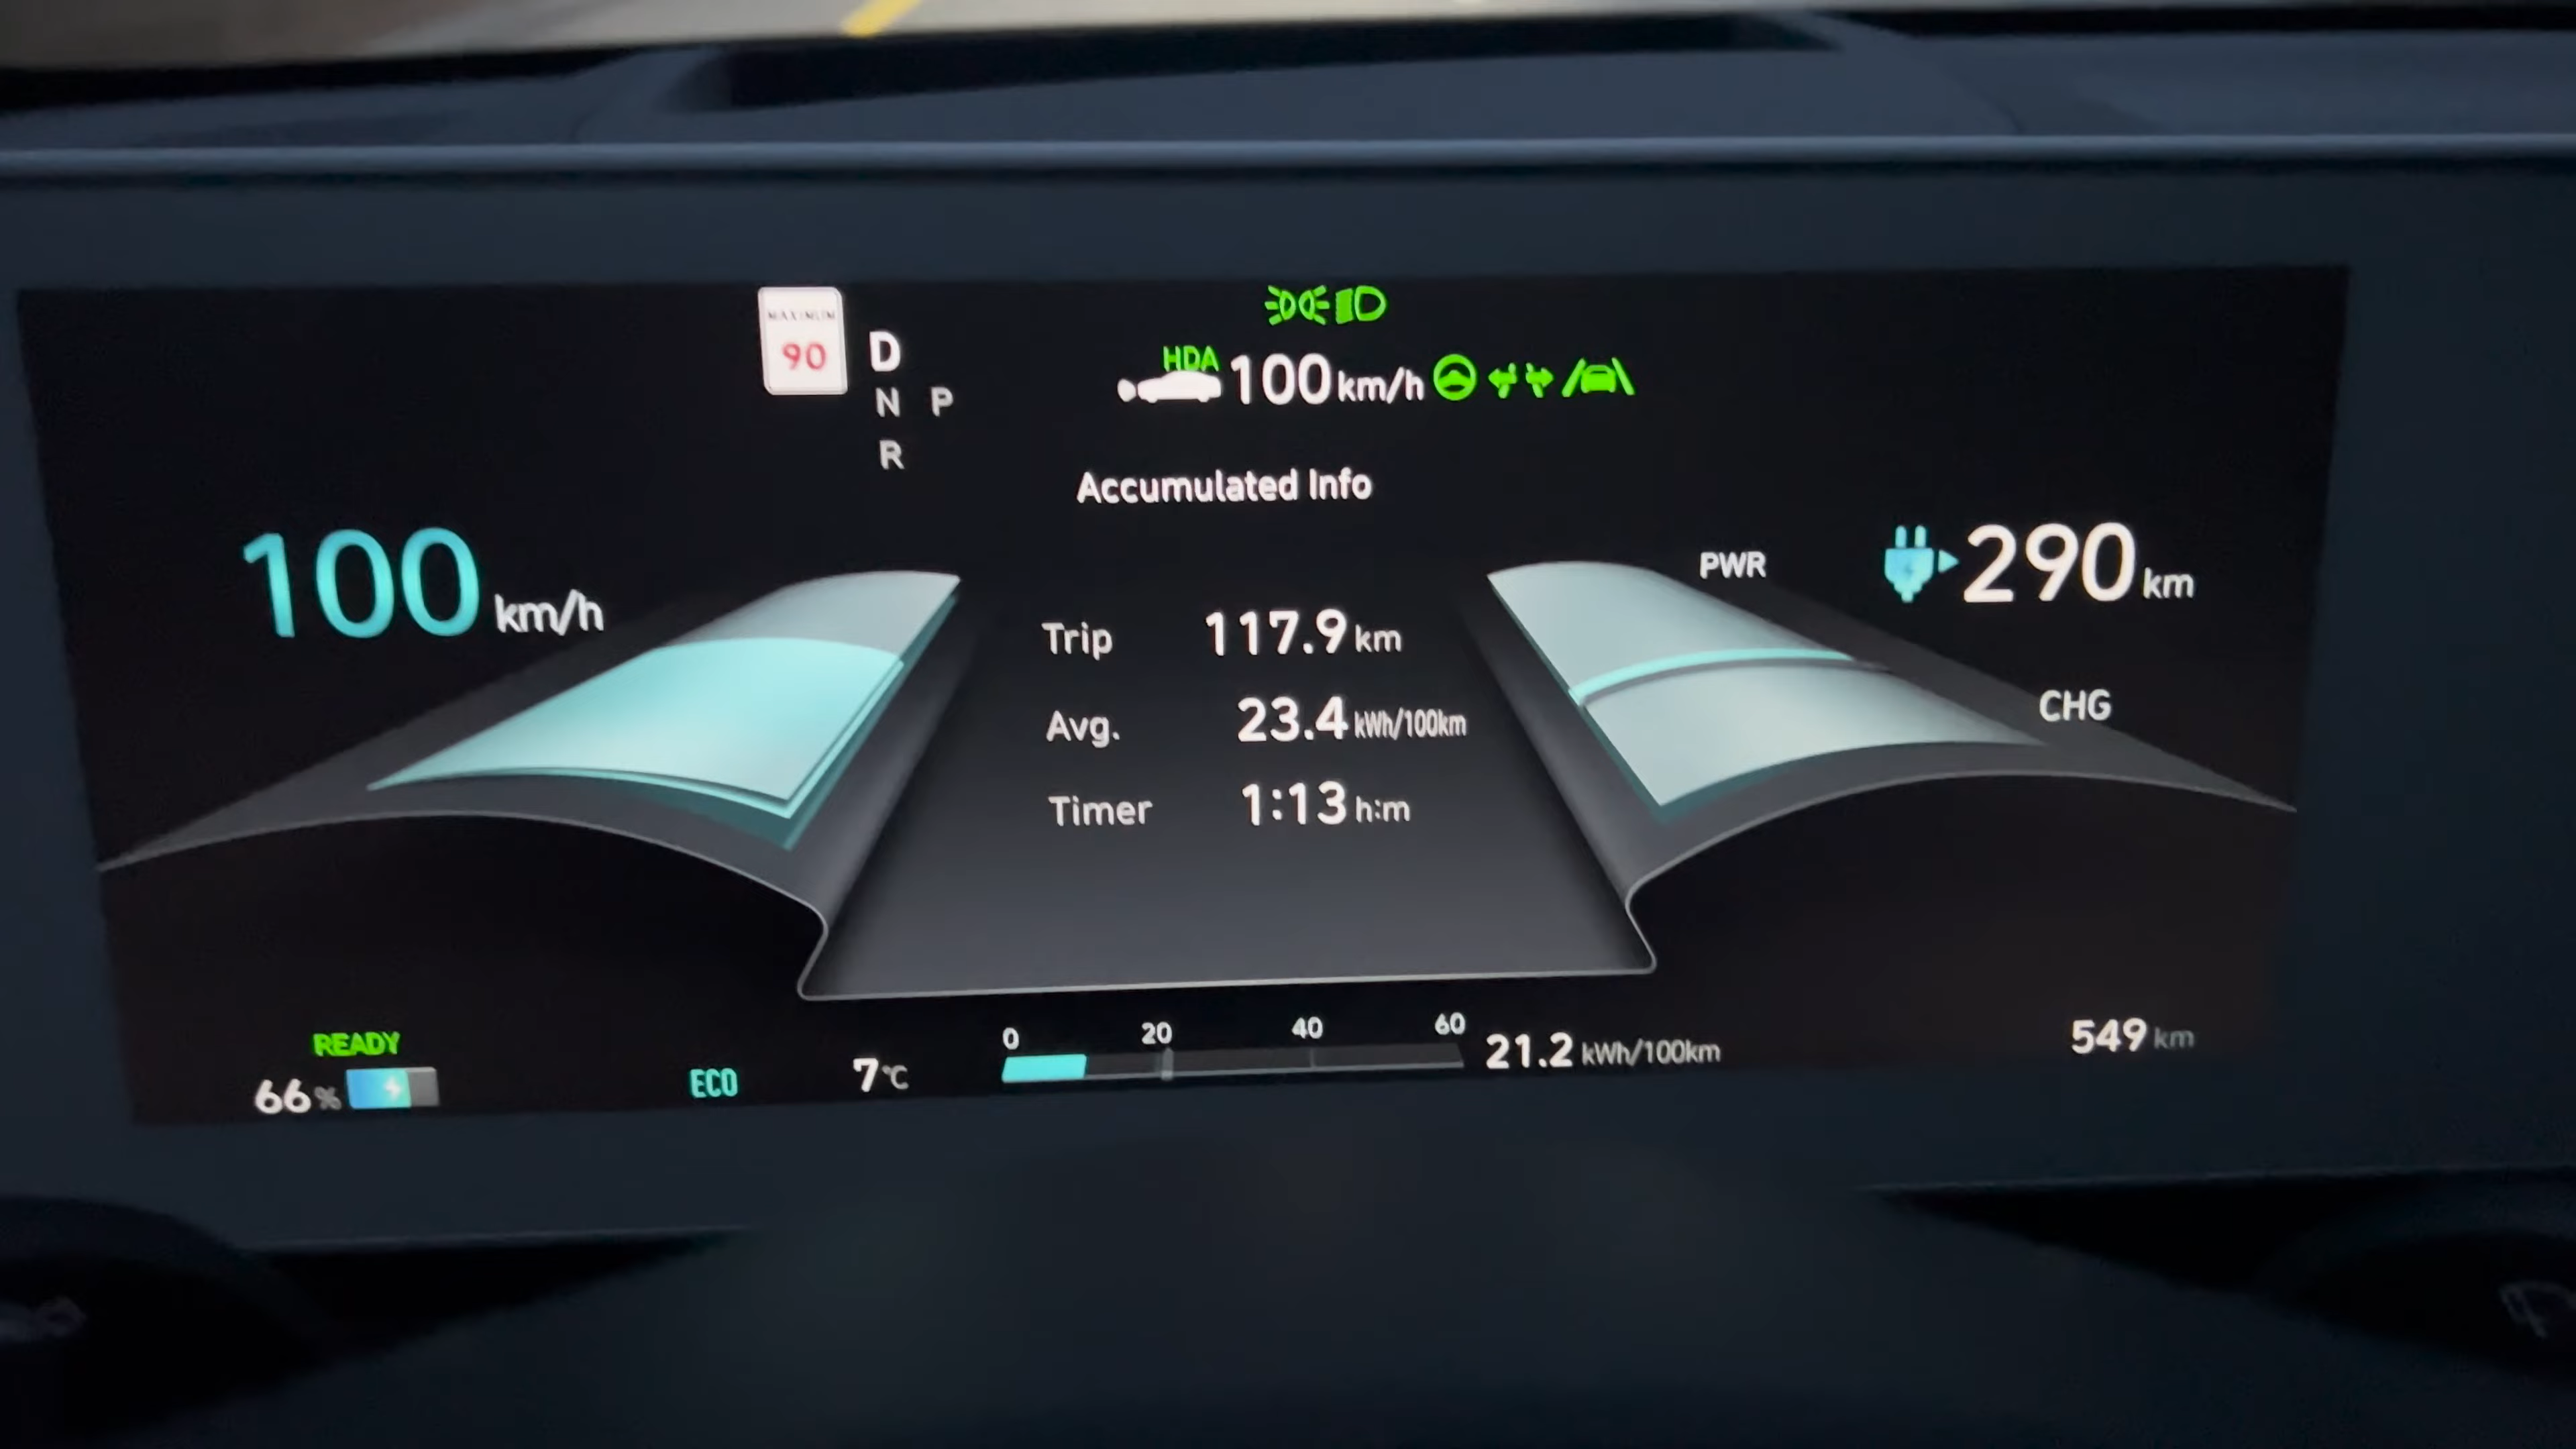 MAXIMUM
90
D
N P
R
HDA
100 km/h
Accumulated Info
100 km/h
PWR
290 km
Trip 117.9 km
CHG
Avg. 23.4 kWh/100km
Timer 1:13 h:m
READY
66 %
ECO
7°C
0 20 40 60
21.2 kWh/100km
549 km